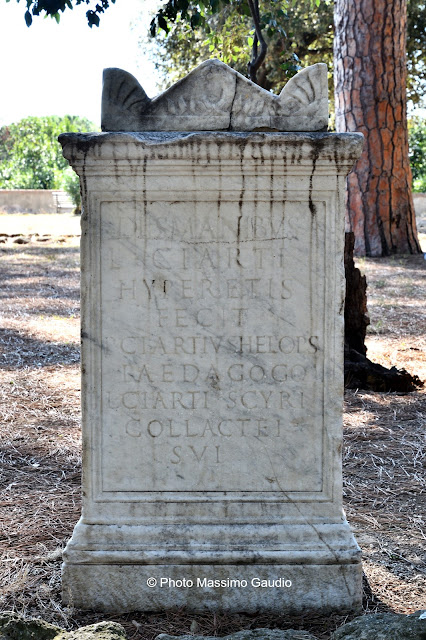 DIS MANIBVS
L CIARTI
HYPERETIS
FECIT
L CIARTIVS HELOPS
PAEDAGOGO
L CIARTI SCYRI
COLLACTEI
SVI
© Photo Massimo Gaudio